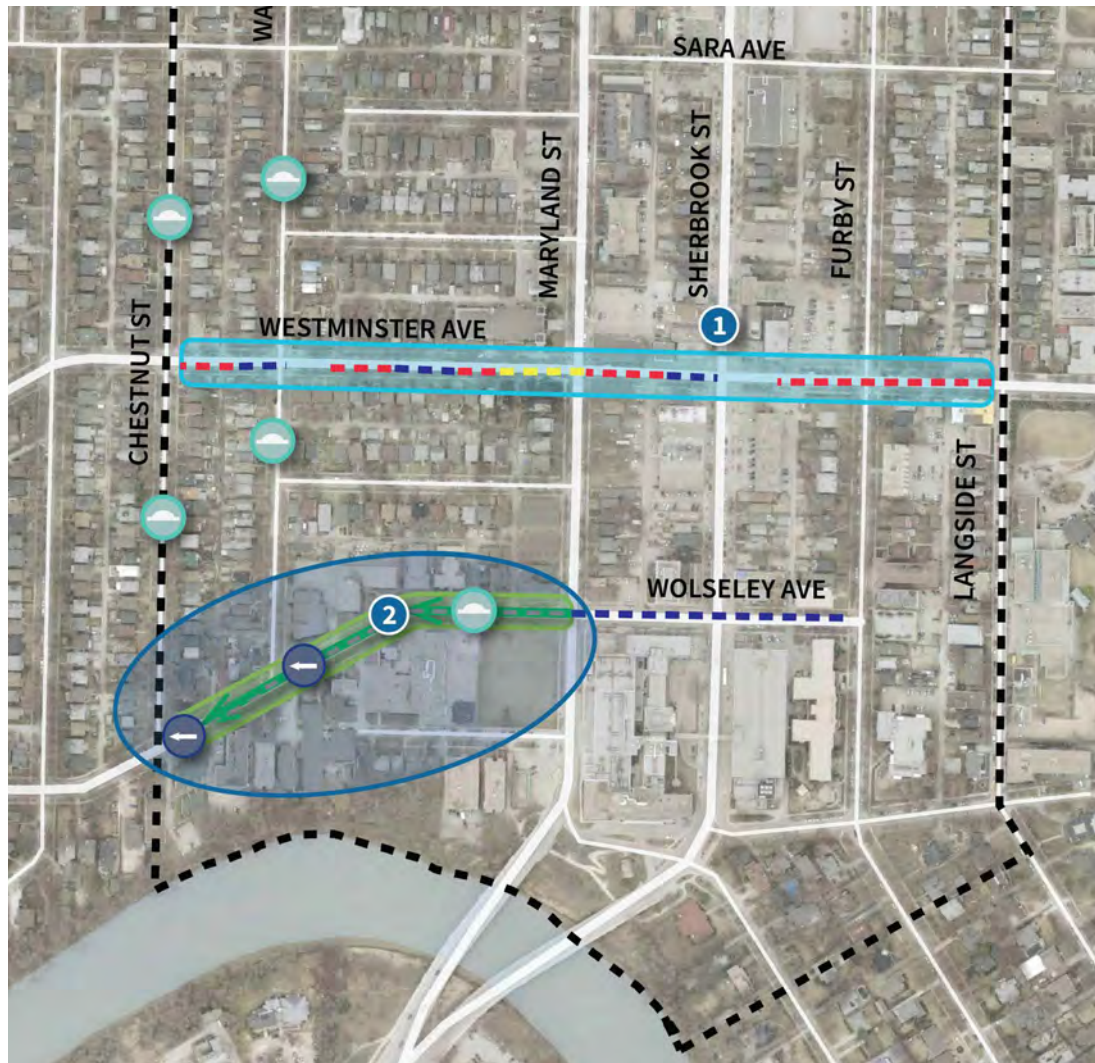 WA
SARA AVE
MARYLAND ST
SHERBROOK ST
FURBY ST
1
WESTMINSTER AVE
CHESTNUT ST
LANGSIDE ST
WOLSELEY AVE
2